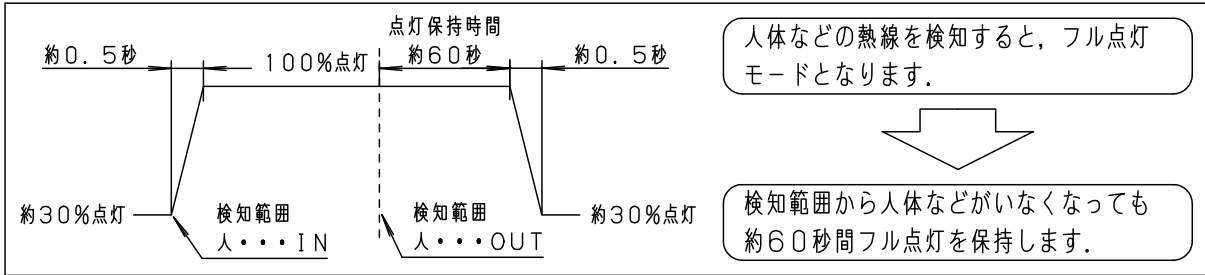 点灯保持時間
約0.5秒
100%点灯
約60秒
約0.5秒
約30%点灯
検知範囲
人・・・IN
検知範囲
人・・・OUT
約30%点灯
人体などの熱線を検知すると,フル点灯
モードとなります.
検知範囲から人体などがいなくなっても
約60秒間フル点灯を保持します.